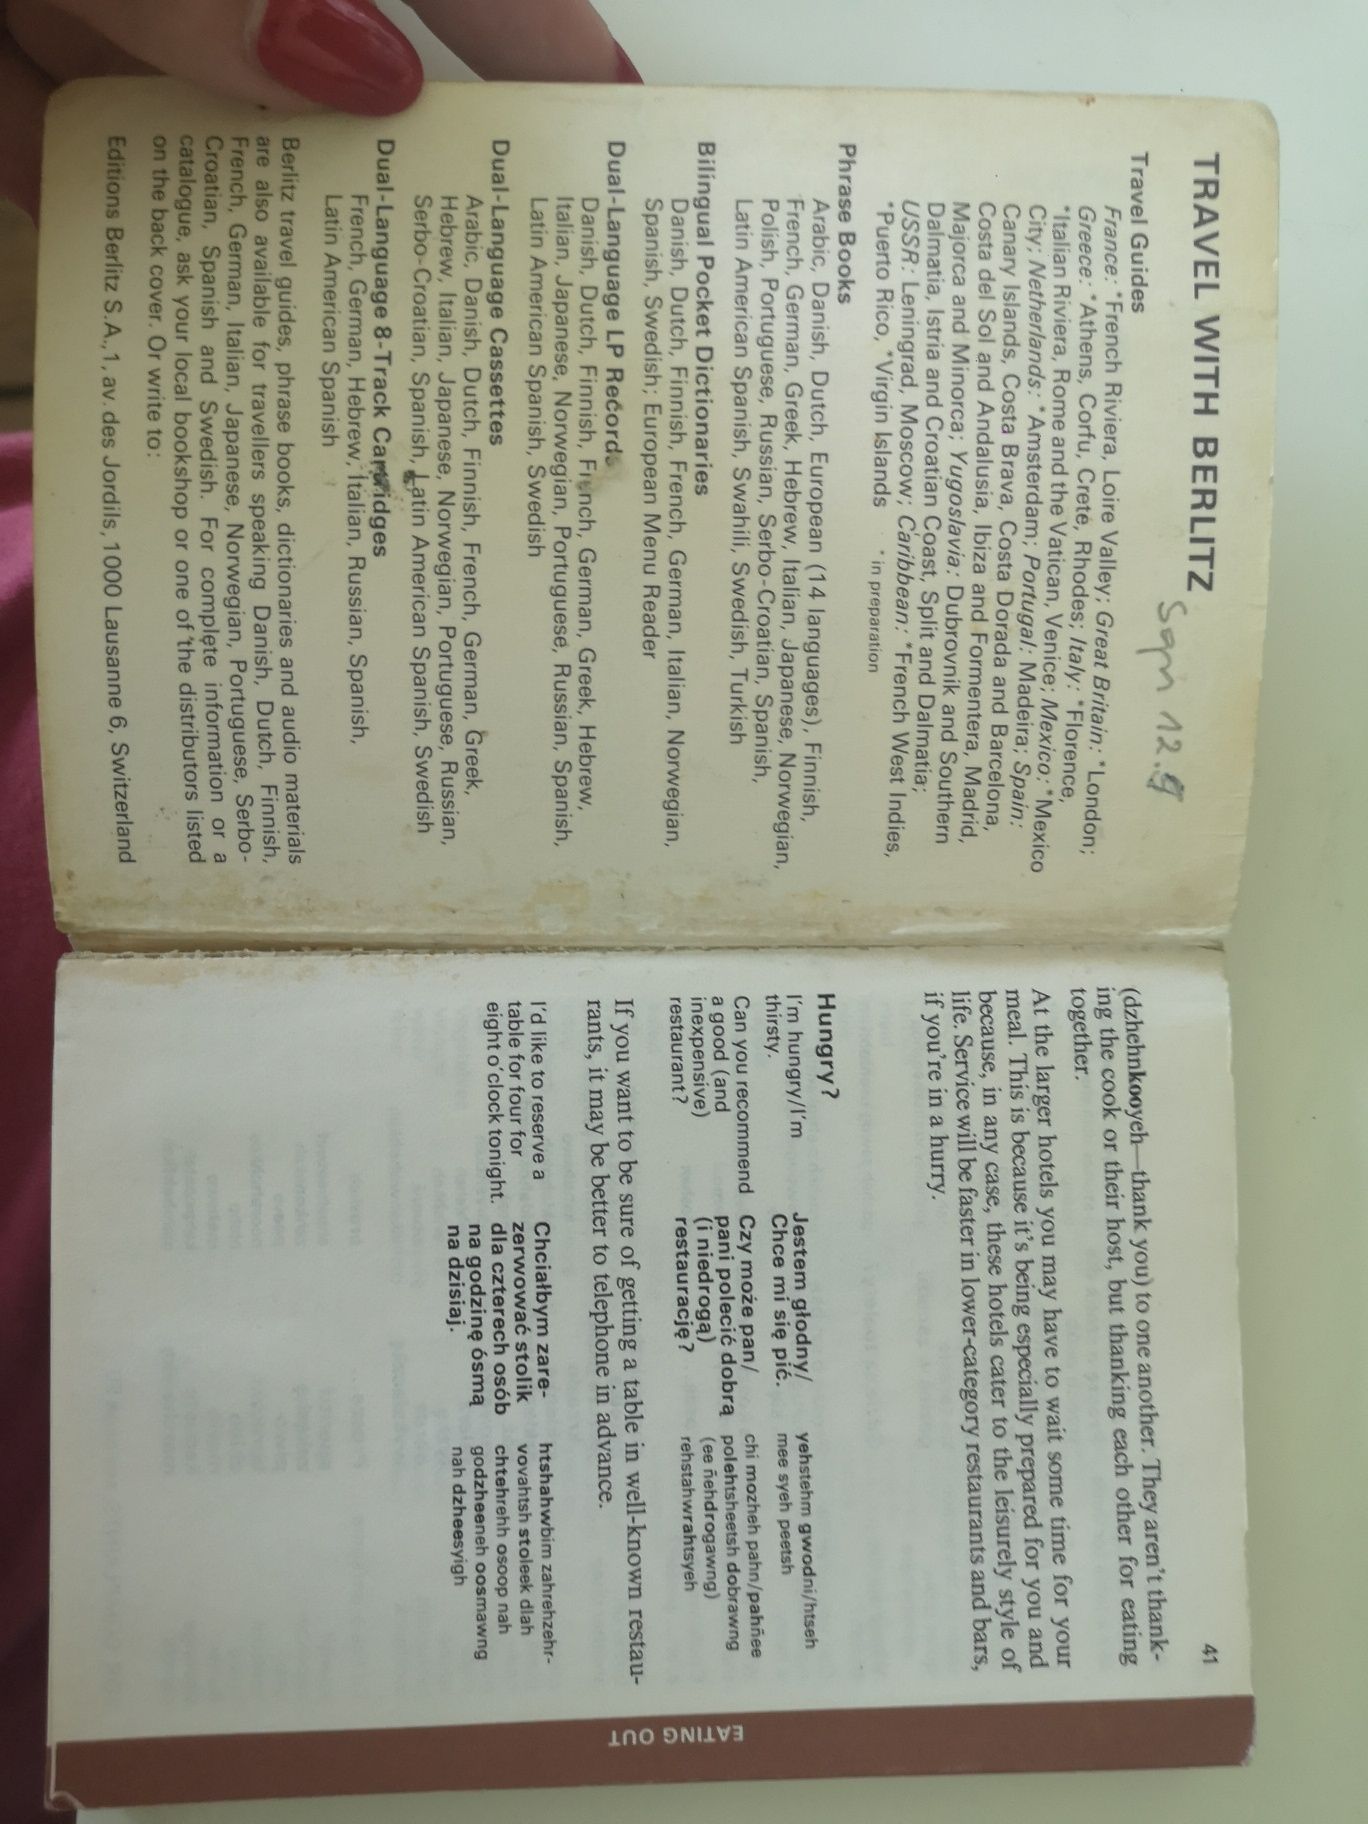 TRAVEL WITH BERLITZ
Travel Guides
France: *French Riviera, Loire Valley; Great Britain: *London;
Greece: *Athens, Corfu, Crete, Rhodes; Italy: *Florence,
*Italian Riviera, Rome and the Vatican, Venice; Mexico: *Mexico
City; Netherlands: *Amsterdam; Portugal: Madeira; Spain:
Canary Islands, Costa Brava, Costa Dorada and Barcelona,
Costa del Sol and Andalusia, Ibiza and Formentera, Madrid,
Majorca and Minorca; Yugoslavia: Dubrovnik and Southern
Dalmatia, Istria and Croatian Coast, Split and Dalmatia;
USSR: Leningrad, Moscow; Caribbean: *French West Indies,
*Puerto Rico, *Virgin Islands *in preparation
Phrase Books
Arabic, Danish, Dutch, European (14 languages), Finnish,
French, German, Greek, Hebrew, Italian, Japanese, Norwegian,
Polish, Portuguese, Russian, Serbo-Croatian, Spanish,
Latin American Spanish, Swahili, Swedish, Turkish
Bilingual Pocket Dictionaries
Danish, Dutch, Finnish, French, German, Italian, Norwegian,
Spanish, Swedish; European Menu Reader
Dual-Language LP Records
Danish, Dutch, Finnish, French, German, Greek, Hebrew,
Italian, Japanese, Norwegian, Portuguese, Russian, Spanish,
Latin American Spanish, Swedish
Dual-Language Cassettes
Arabic, Danish, Dutch, Finnish, French, German, Greek,
Hebrew, Italian, Japanese, Norwegian, Portuguese, Russian,
Serbo-Croatian, Spanish, Latin American Spanish, Swedish
Dual-Language 8-Track Cartridges
French, German, Hebrew, Italian, Russian, Spanish,
Latin American Spanish
Berlitz travel guides, phrase books, dictionaries and audio materials
are also available for travellers speaking Danish, Dutch, Finnish,
French, German, Italian, Japanese, Norwegian, Portuguese, Serbo-
Croatian, Spanish and Swedish. For complete information or a
catalogue, ask your local bookshop or one of the distributors listed
on the back cover. Or write to:
Editions Berlitz S.A., 1, av. des Jordils, 1000 Lausanne 6, Switzerland
41
(dzhehnkooyeh—thank you) to one another. They aren't thank-
ing the cook or their host, but thanking each other for eating
together.
At the larger hotels you may have to wait some time for your
meal. This is because it's being especially prepared for you and
because, in any case, these hotels cater to the leisurely style of
life. Service will be faster in lower-category restaurants and bars,
if you're in a hurry.
Hungry?
I'm hungry/I'm
thirsty.
Jestem głodny/
Chce mi się pić.
yehstehm gwodni/htseh
mee syeh peetsh
Can you recommend
a good (and
inexpensive)
restaurant?
Czy może pan/
pani polecić dobrą
(i niedrogą)
restaurację?
chi mozheh pahn/pahñee
polehtsheetsh dobrawng
(ee ñehdrogawng)
rehstahwrahtsyeh
If you want to be sure of getting a table in well-known restau-
rants, it may be better to telephone in advance.
I'd like to reserve a
table for four for
eight o'clock tonight.
Chciałbym zare-
zerwować stolik
dla czterech osób
na godzinę ósmą
na dzisiaj.
htshahwbim zahrehzehr-
vovahtsh stoleek dlah
chtehrehh osoop nah
godzheeneh oosmawng
nah dzheesyigh
EATING OUT